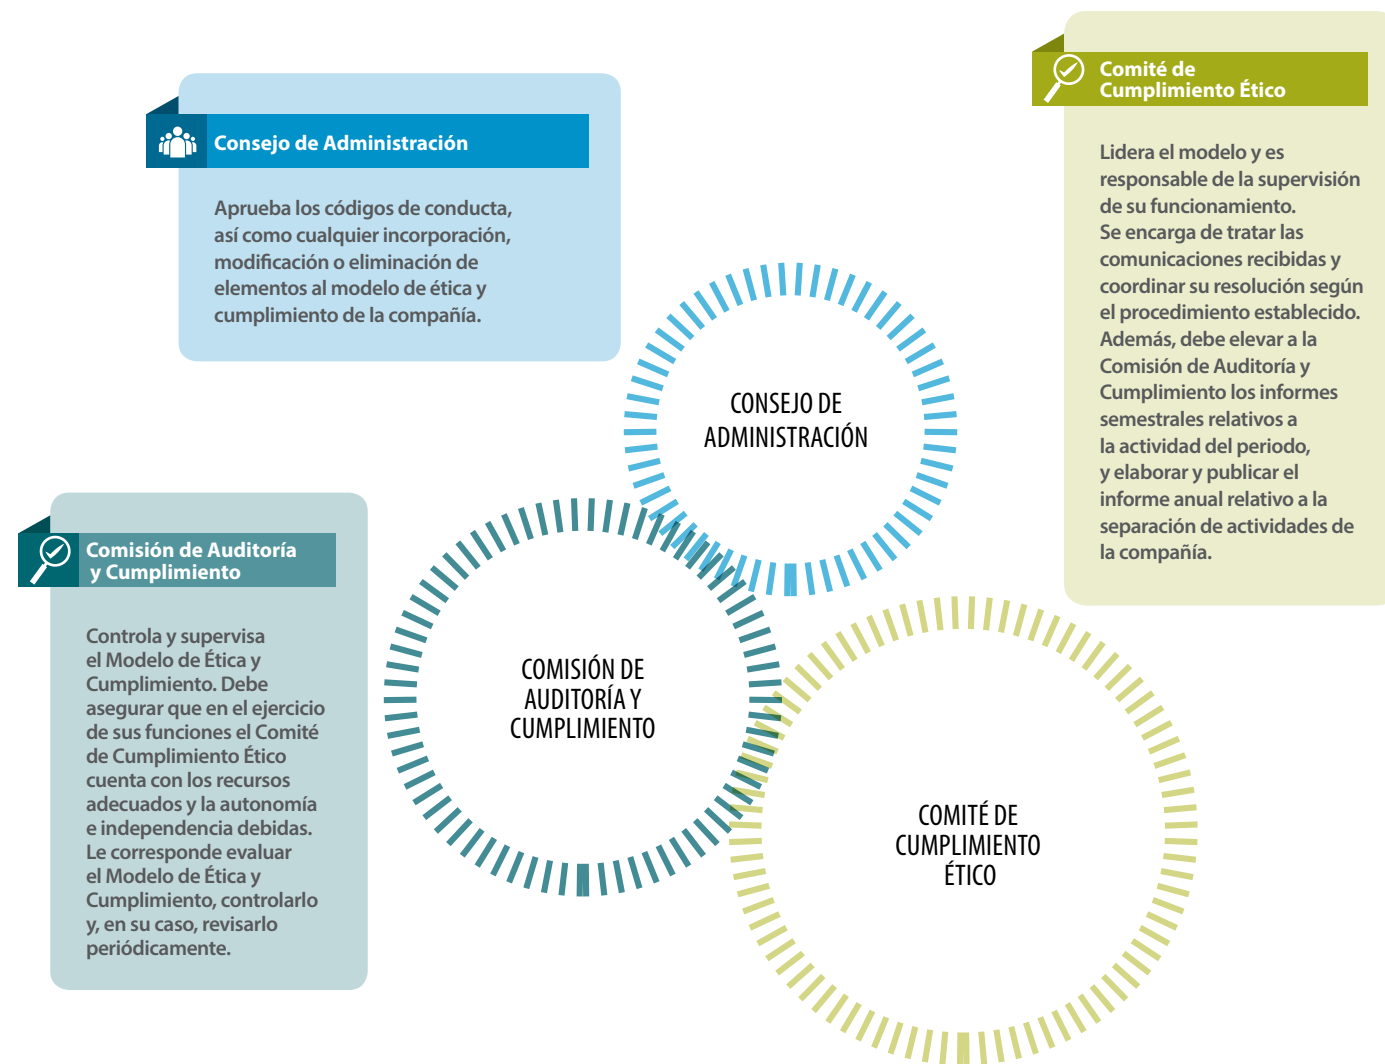 Consejo de Administración
Aprueba los códigos de conducta,
así como cualquier incorporación,
modificación o eliminación de
elementos al modelo de ética y
cumplimiento de la compañía.
Comité de
Cumplimiento Ético
Lidera el modelo y es
responsable de la supervisión
de su funcionamiento.
Se encarga de tratar las
comunicaciones recibidas y
coordinar su resolución según
el procedimiento establecido.
Además, debe elevar a la
Comisión de Auditoría y
Cumplimiento los informes
semestrales relativos a
la actividad del periodo,
y elaborar y publicar el
informe anual relativo a la
separación de actividades de
la compañía.
CONSEJO DE
ADMINISTRACIÓN
Comisión de Auditoría
y Cumplimiento
Controla y supervisa
el Modelo de Ética y
Cumplimiento. Debe
asegurar que en el ejercicio
de sus funciones el Comité
de Cumplimiento Ético
cuenta con los recursos
adecuados y la autonomía
e independencia debidas.
Le corresponde evaluar
el Modelo de Ética y
Cumplimiento, controlarlo
y, en su caso, revisarlo
periódicamente.
COMISIÓN DE
AUDITORÍA Y
CUMPLIMIENTO
COMITÉ DE
CUMPLIMIENTO
ÉTICO